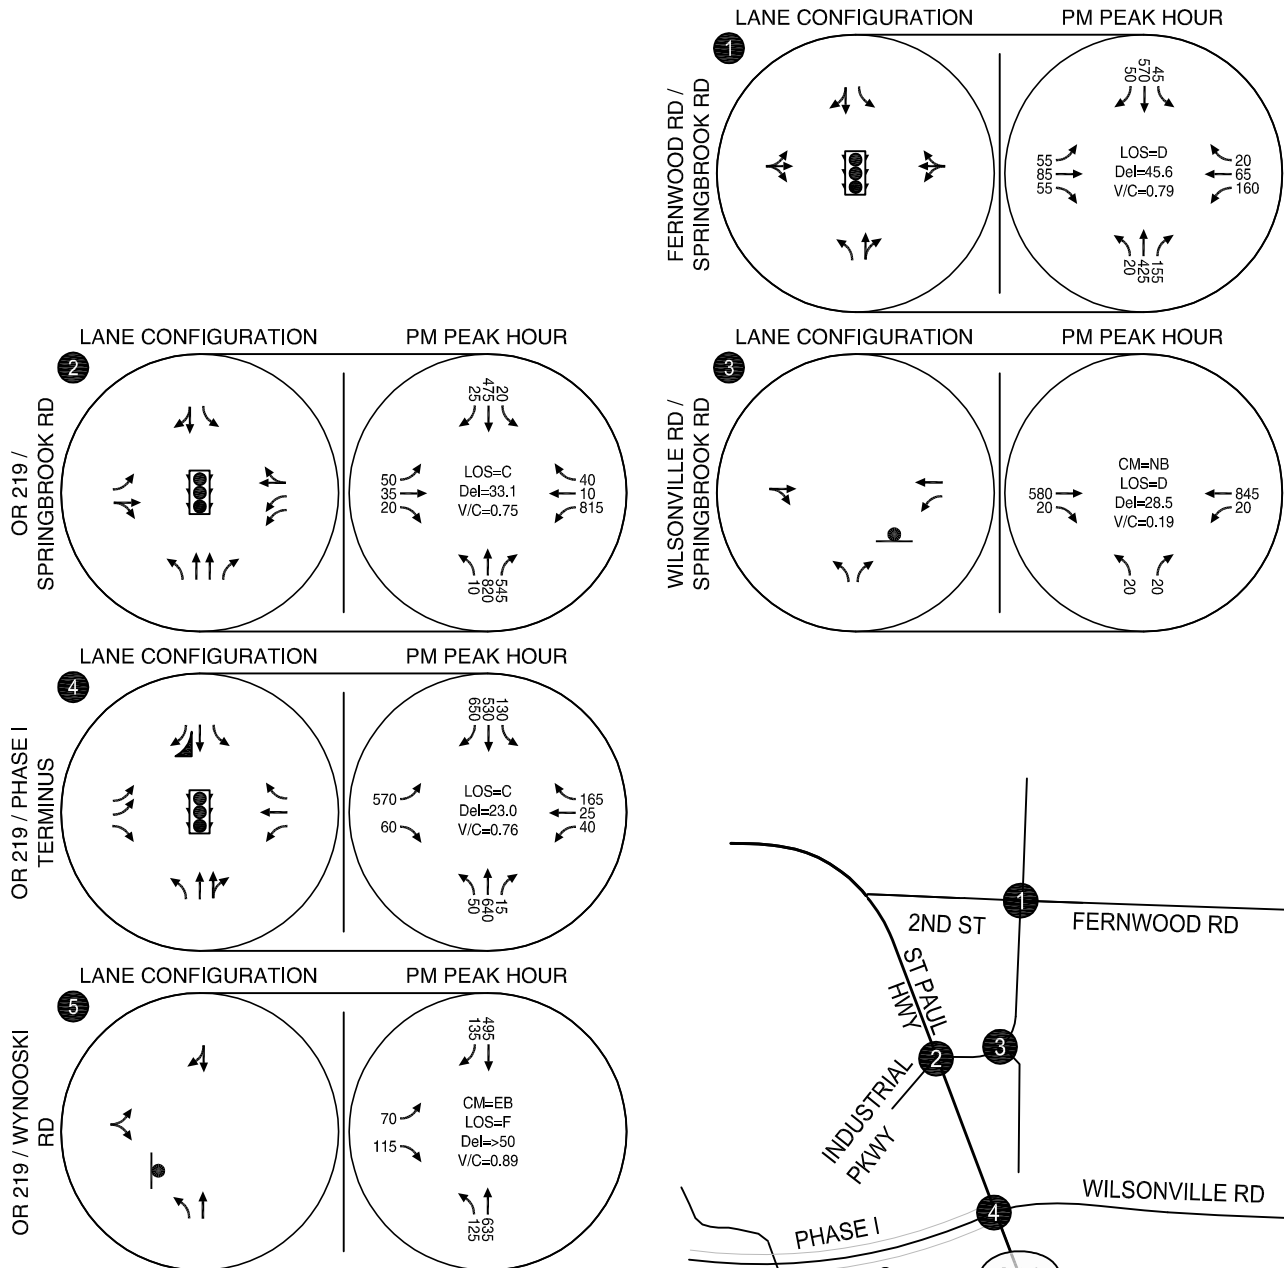 LANE CONFIGURATION
PM PEAK HOUR
1
FERNWOOD RD /
SPRINGBROOK RD
50
570
45
55
85
55
LOS=D
Del=45.6
V/C=0.79
20
65
160
20
425
155
LANE CONFIGURATION
PM PEAK HOUR
2
OR 219 /
SPRINGBROOK RD
25
475
20
50
35
20
LOS=C
Del=33.1
V/C=0.75
40
10
815
10
820
545
LANE CONFIGURATION
PM PEAK HOUR
3
WILSONVILLE RD /
SPRINGBROOK RD
580
20
CM=NB
LOS=D
Del=28.5
V/C=0.19
845
20
20
20
LANE CONFIGURATION
PM PEAK HOUR
4
OR 219 / PHASE I
TERMINUS
650
530
130
570
60
LOS=C
Del=23.0
V/C=0.76
165
25
40
50
640
15
LANE CONFIGURATION
PM PEAK HOUR
5
OR 219 / WYNOOSKI
RD
135
495
70
115
CM=EB
LOS=F
Del=>50
V/C=0.89
125
635
1
2ND ST
FERNWOOD RD
ST PAUL
HWY
2
3
INDUSTRIAL
PKWY
4
WILSONVILLE RD
PHASE I